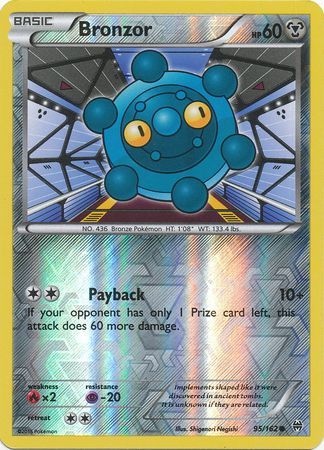 BASIC
Bronzor
HP60
NO. 436 Bronze Pokémon HT: 1'08" WT: 133.4 lbs.
Payback 10+
If your opponent has only 1 Prize card left, this
attack does 60 more damage.
weakness resistance
×2 -20
retreat
Implements shaped like it were
discovered in ancient tombs.
It is unknown if they are related.
©2015 Pokémon
Illus. Shigenori Negishi
95/162